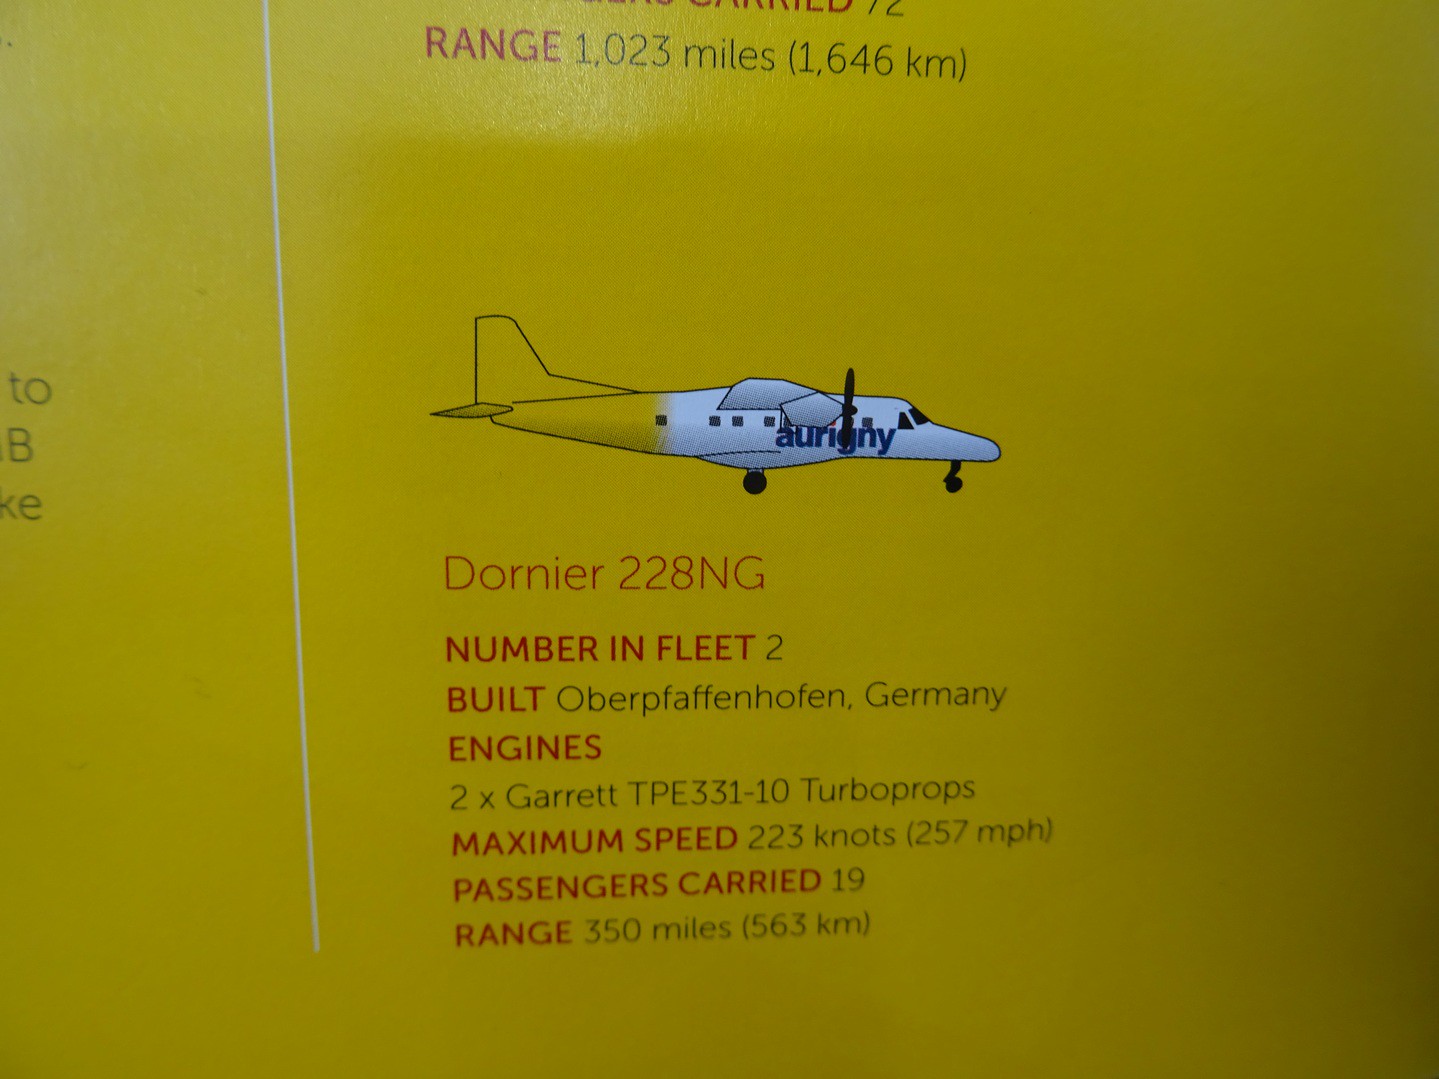 CARRIED 72
RANGE 1,023 miles (1,646 km)
to
ke
aurigny
Dornier 228NG
NUMBER IN FLEET 2
BUILT Oberpfaffenhofen, Germany
ENGINES
2 x Garrett TPE331-10 Turboprops
MAXIMUM SPEED 223 knots (257 mph)
PASSENGERS CARRIED 19
RANGE 350 miles (563 km)